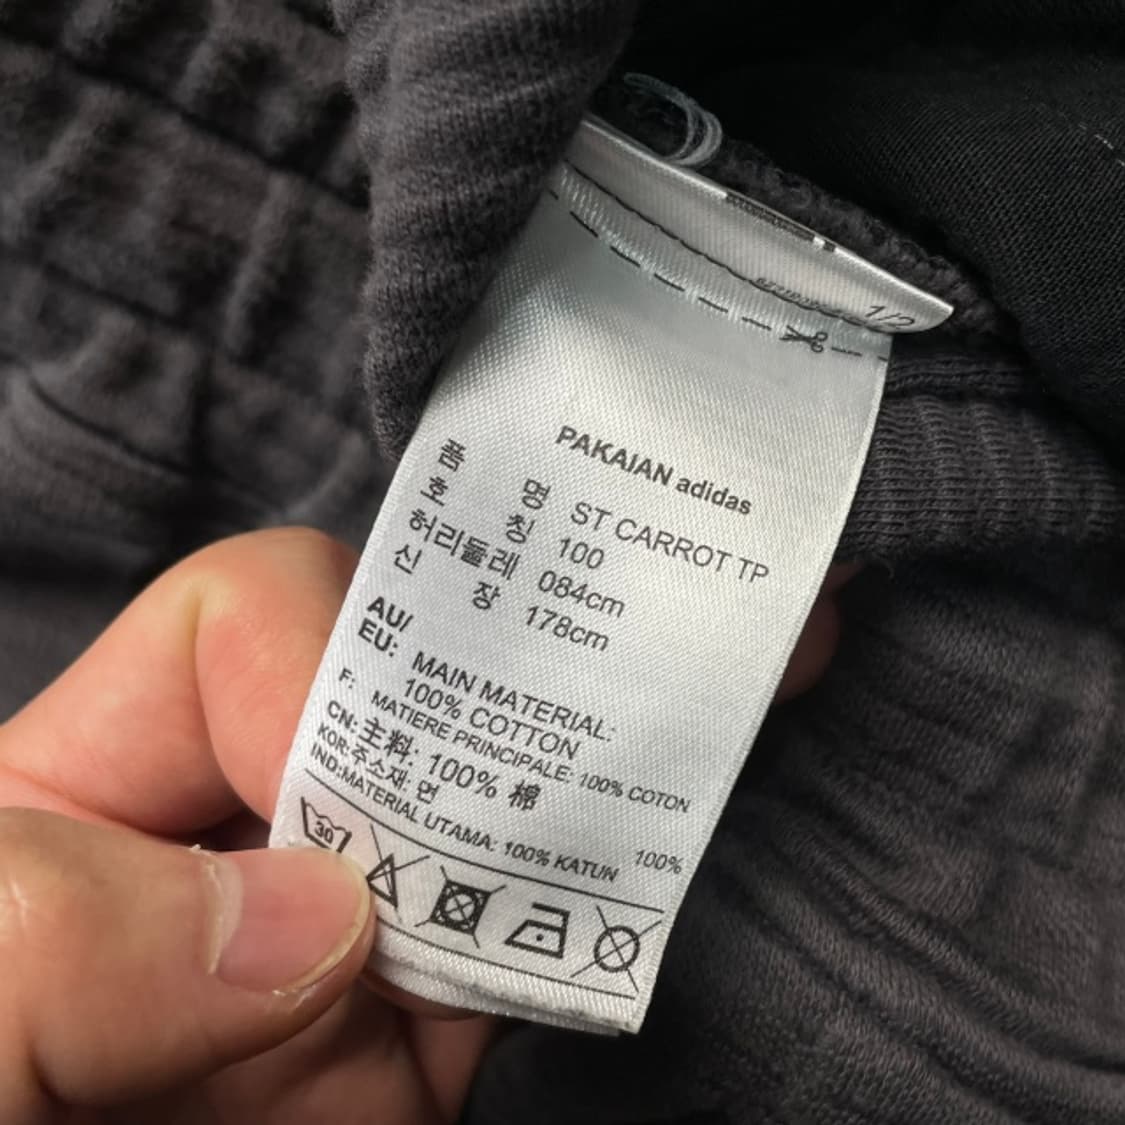 1/2
PAKAIAN adidas
품 명 ST CARROT TP
호 칭 100
허리둘레 084cm
신 장 178cm
AU/
EU: MAIN MATERIAL:
100% COTTON
F: MATIERE PRINCIPALE: 100% COTON
CN:主料: 100% 棉
KOR:주소재: 면 100%
IND:MATERIAL UTAMA: 100% KATUN
30